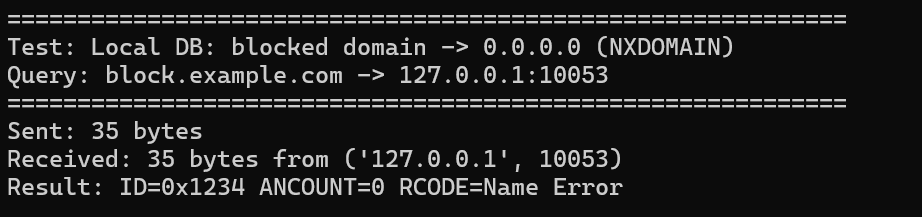 ============================================================
Test: Local DB: blocked domain -> 0.0.0.0 (NXDOMAIN)
Query: block.example.com -> 127.0.0.1:10053
============================================================
Sent: 35 bytes
Received: 35 bytes from ('127.0.0.1', 10053)
Result: ID=0x1234 ANCOUNT=0 RCODE=Name Error